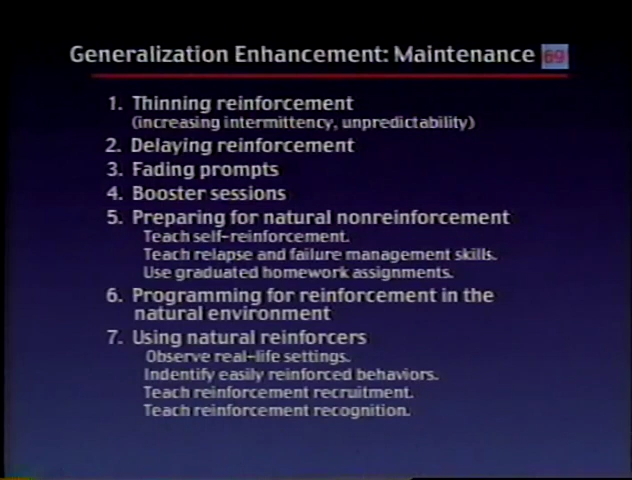 Generalization Enhancement: Maintenance 69
1. Thinning reinforcement
(increasing intermittency, unpredictability)
2. Delaying reinforcement
3. Fading prompts
4. Booster sessions
5. Preparing for natural nonreinforcement
Teach self-reinforcement.
Teach relapse and failure management skills.
Use graduated homework assignments.
6. Programming for reinforcement in the
natural environment
7. Using natural reinforcers
Observe real-life settings.
Indentify easily reinforced behaviors.
Teach reinforcement recruitment.
Teach reinforcement recognition.